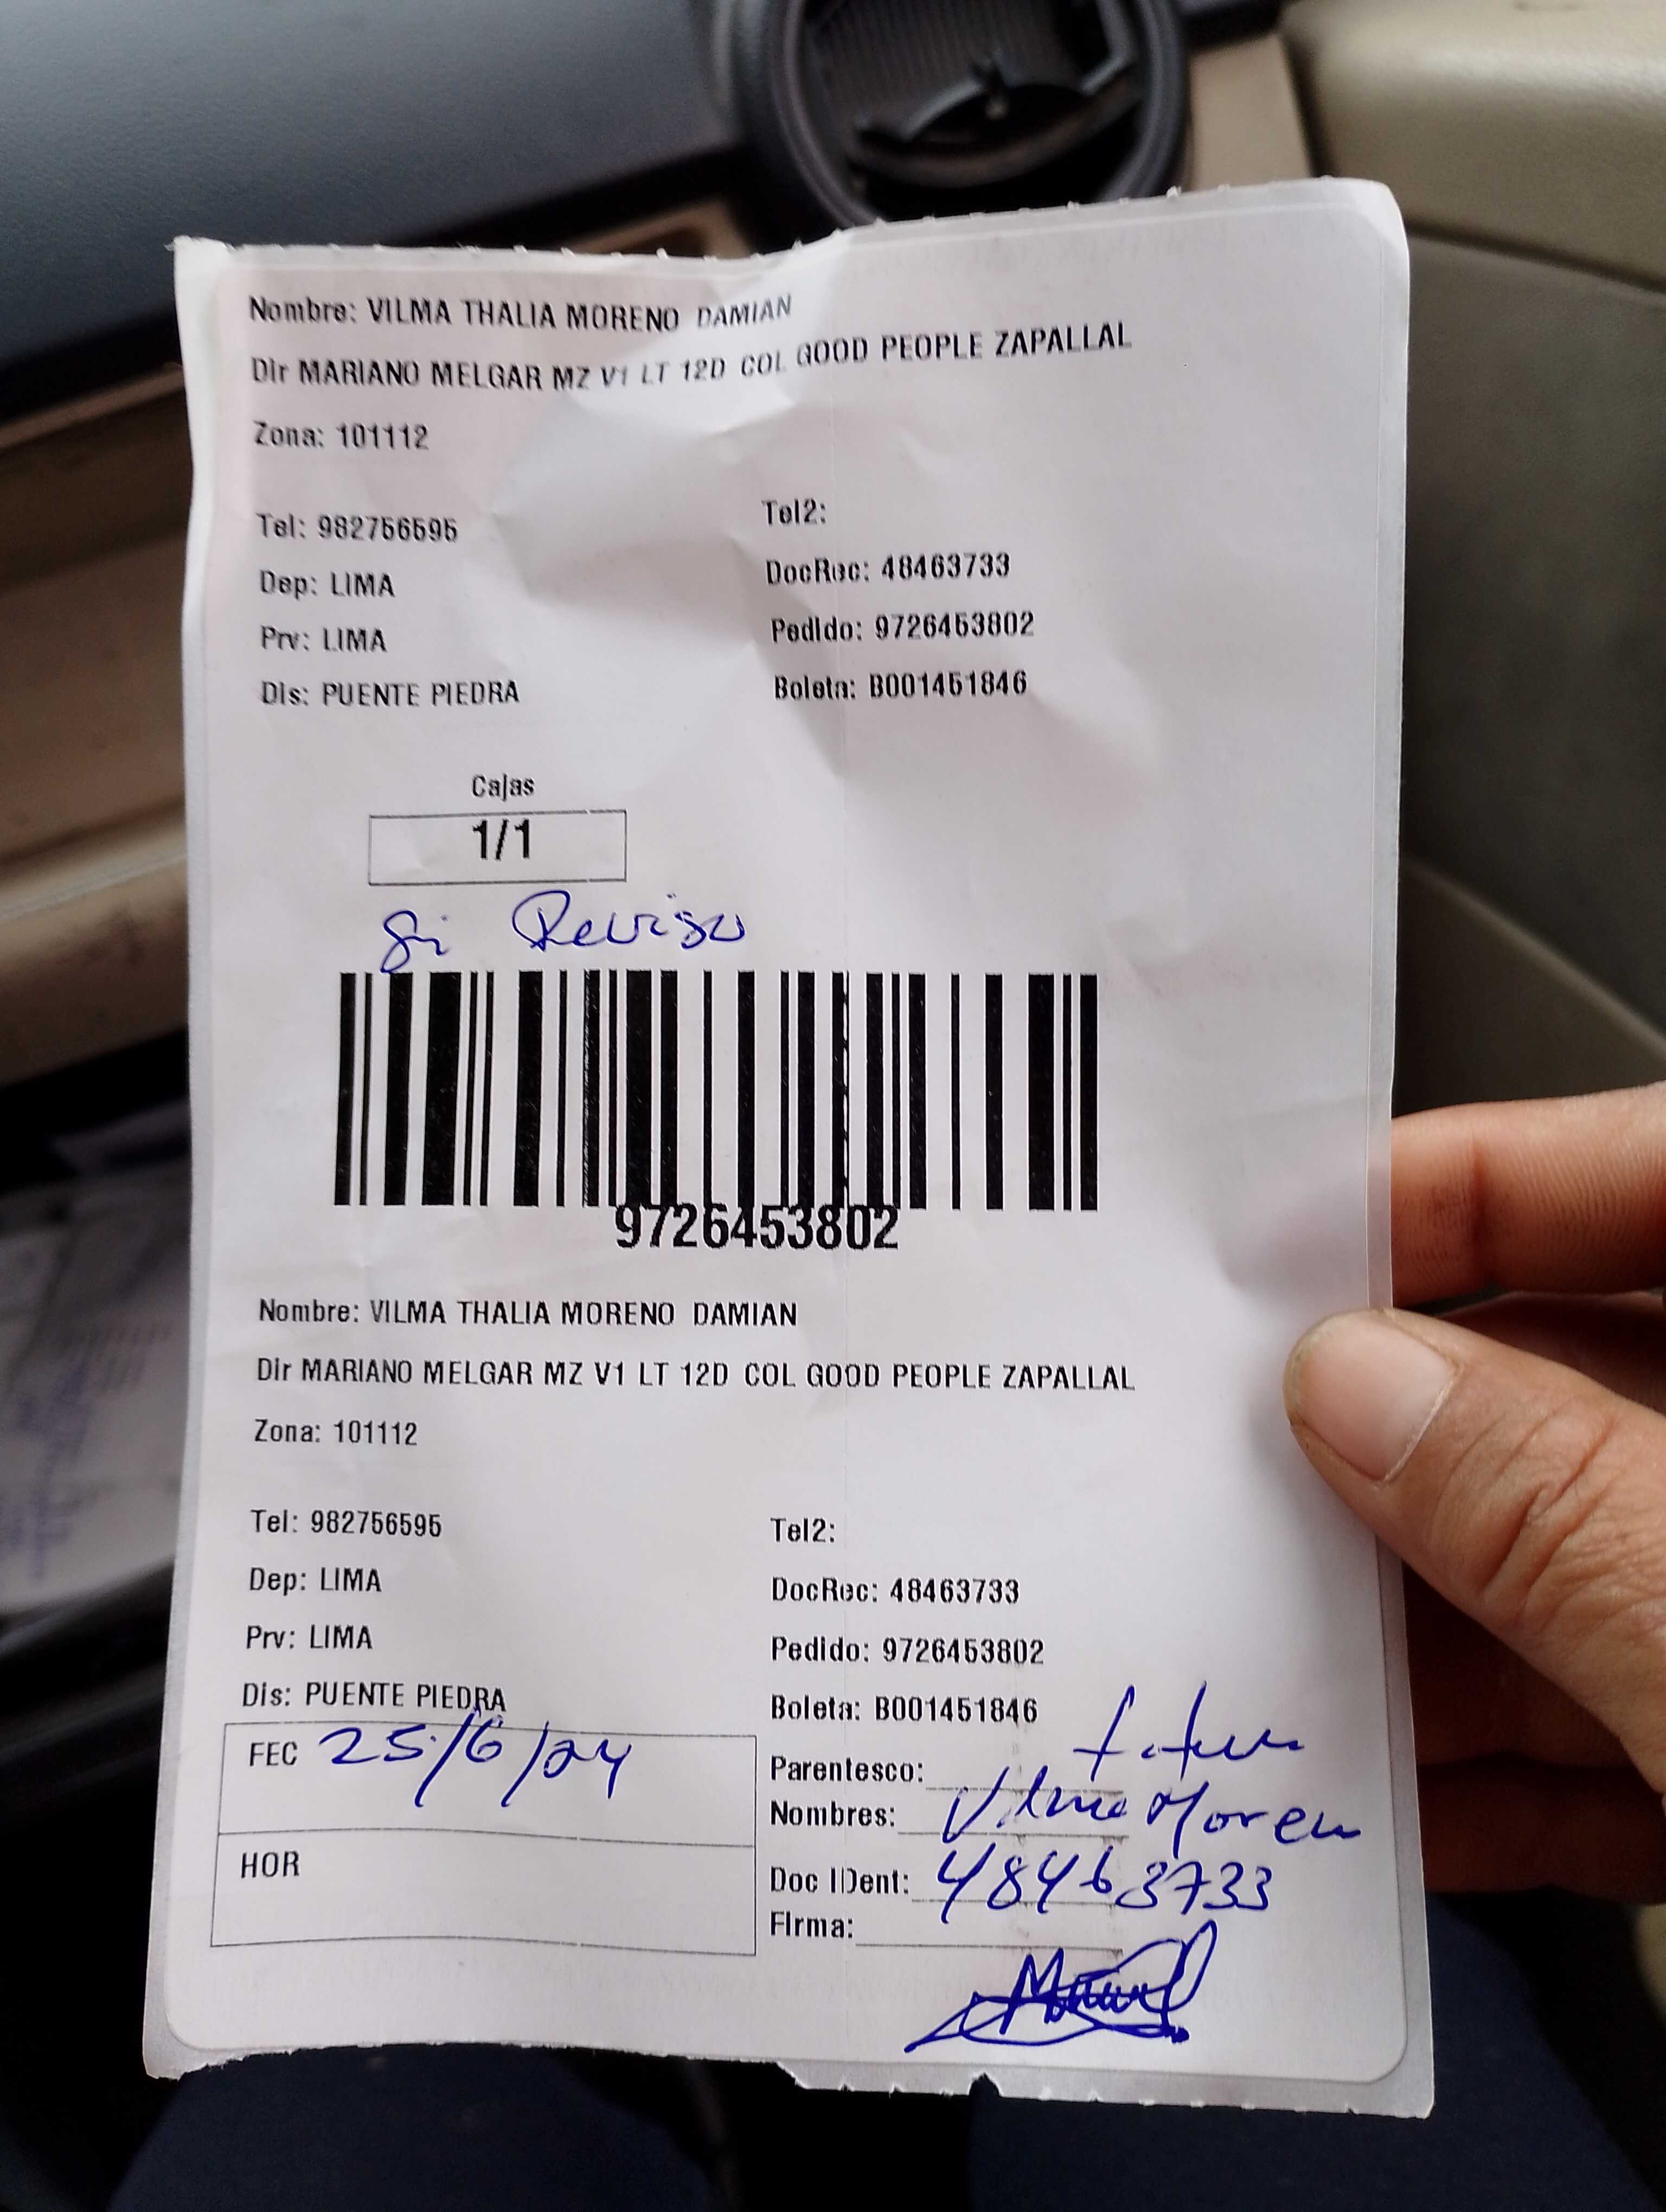 Nombre: VILMA THALIA MORENO DAMIAN
Dir MARIANO MELGAR MZ V1 LT 12D COL GOOD PEOPLE ZAPALLAL
Zona: 101112
Tel: 982756595 Tel2:
Dep: LIMA DocRec: 48463733
Prv: LIMA Pedido: 9726453802
Dis: PUENTE PIEDRA Boleta: B001451846
Cajas
1/1
Si Reviso
9726453802
Nombre: VILMA THALIA MORENO DAMIAN
Dir MARIANO MELGAR MZ V1 LT 12D COL GOOD PEOPLE ZAPALLAL
Zona: 101112
Tel: 982756595 Tel2:
Dep: LIMA DocRec: 48463733
Prv: LIMA Pedido: 9726453802
Dis: PUENTE PIEDRA Boleta: B001451846
FEC 25/6/24 Parentesco:
Nombres: Vilma Moreno
HOR Doc IDent: 48463733
Firma: